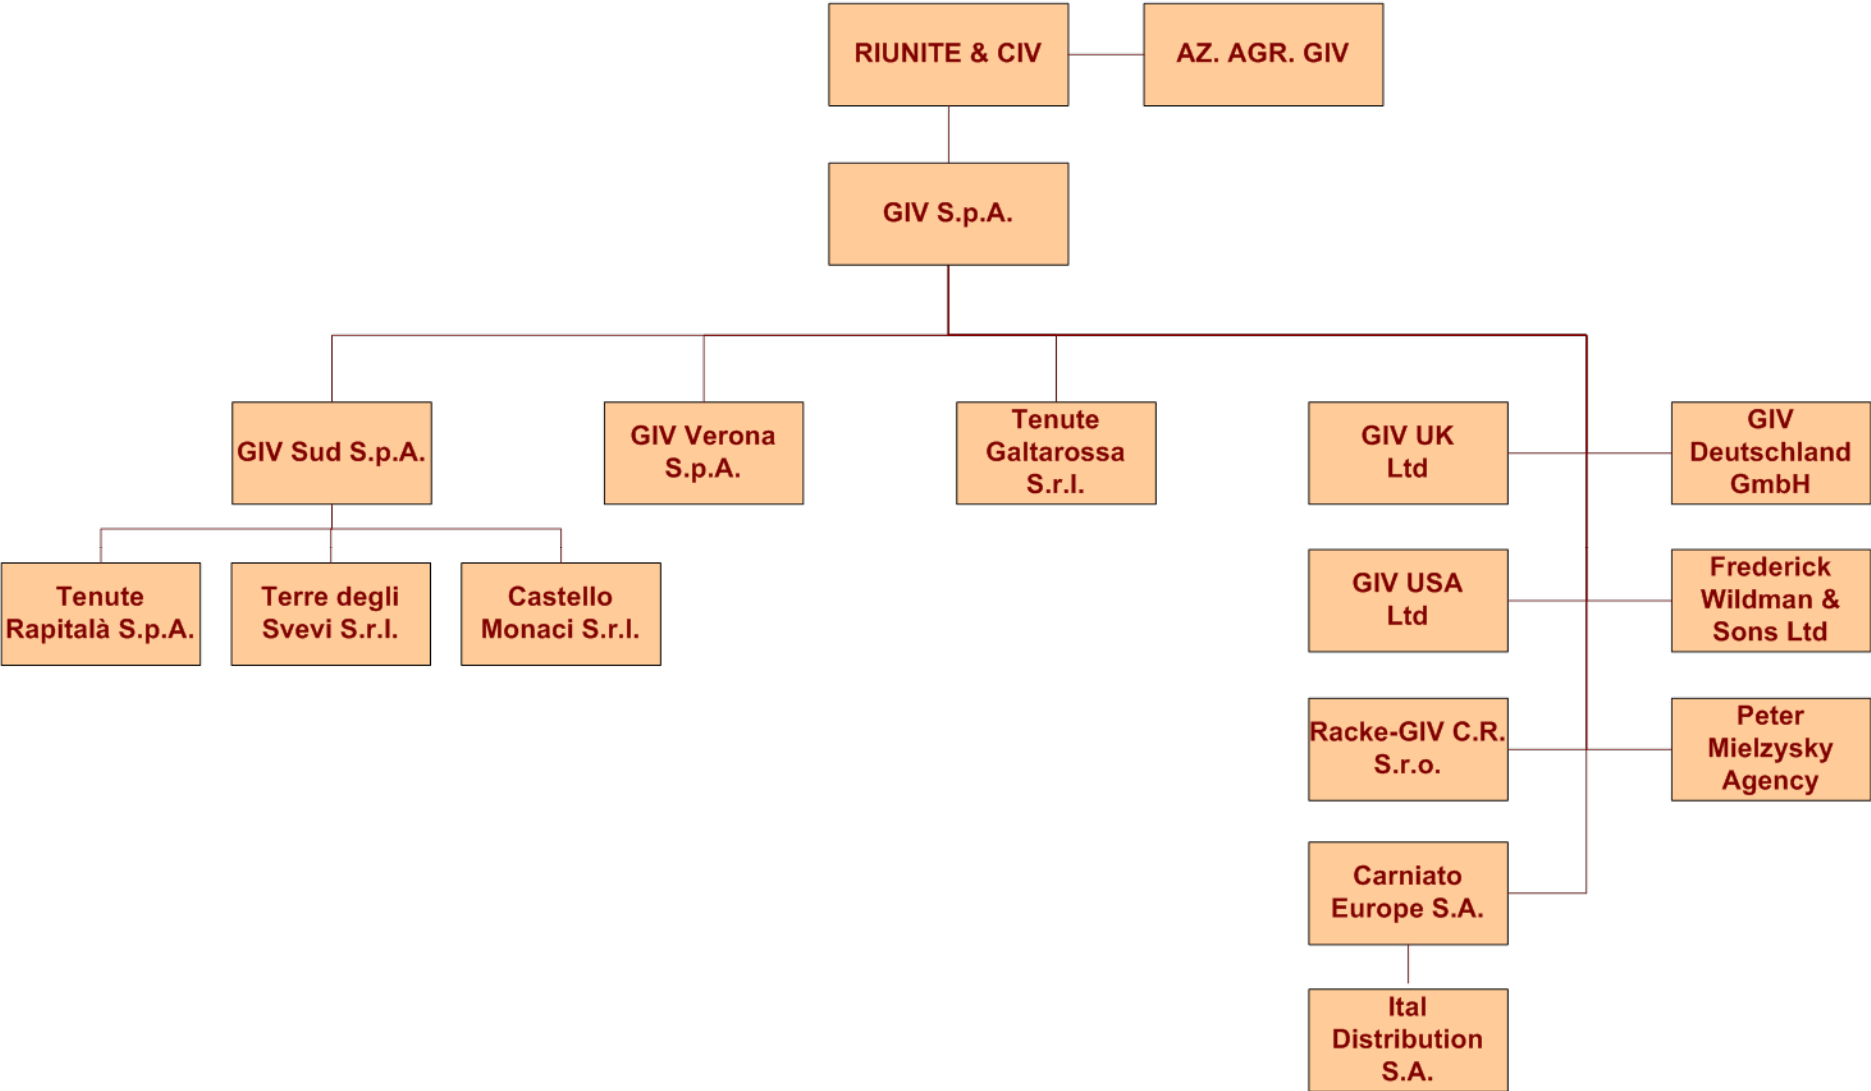 RIUNITE & CIV
AZ. AGR. GIV
GIV S.p.A.
GIV Sud S.p.A.
GIV Verona
S.p.A.
Tenute
Galtarossa
S.r.l.
GIV UK
Ltd
GIV
Deutschland
GmbH
Tenute
Rapitalà S.p.A.
Terre degli
Svevi S.r.l.
Castello
Monaci S.r.l.
GIV USA
Ltd
Frederick
Wildman &
Sons Ltd
Racke-GIV C.R.
S.r.o.
Peter
Mielzysky
Agency
Carniato
Europe S.A.
Ital
Distribution
S.A.